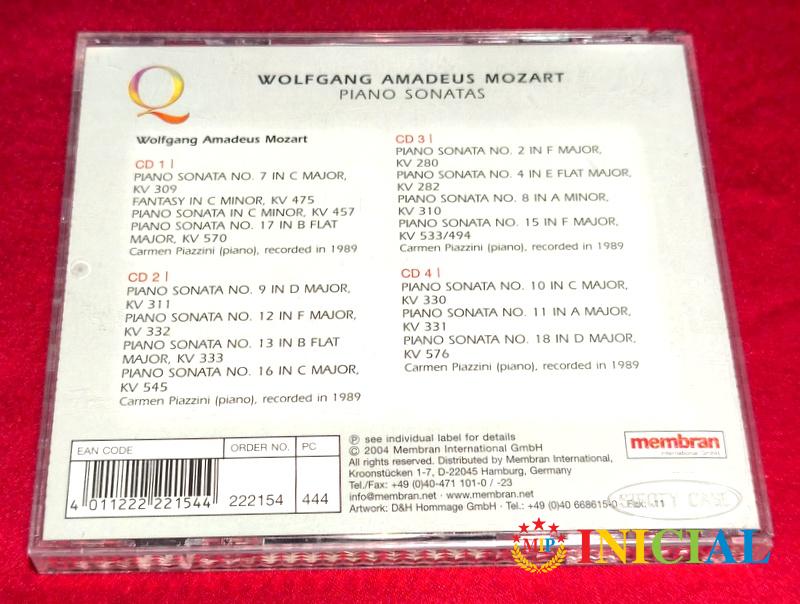 Q
WOLFGANG AMADEUS MOZART
PIANO SONATAS
Wolfgang Amadeus Mozart
CD 1 |
PIANO SONATA NO. 7 IN C MAJOR,
KV 309
FANTASY IN C MINOR, KV 475
PIANO SONATA IN C MINOR, KV 457
PIANO SONATA NO. 17 IN B FLAT
MAJOR, KV 570
Carmen Piazzini (piano), recorded in 1989
CD 2 |
PIANO SONATA NO. 9 IN D MAJOR,
KV 311
PIANO SONATA NO. 12 IN F MAJOR,
KV 332
PIANO SONATA NO. 13 IN B FLAT
MAJOR, KV 333
PIANO SONATA NO. 16 IN C MAJOR,
KV 545
Carmen Piazzini (piano), recorded in 1989
CD 3 |
PIANO SONATA NO. 2 IN F MAJOR,
KV 280
PIANO SONATA NO. 4 IN E FLAT MAJOR,
KV 282
PIANO SONATA NO. 8 IN A MINOR,
KV 310
PIANO SONATA NO. 15 IN F MAJOR,
KV 533/494
Carmen Piazzini (piano), recorded in 1989
CD 4 |
PIANO SONATA NO. 10 IN C MAJOR,
KV 330
PIANO SONATA NO. 11 IN A MAJOR,
KV 331
PIANO SONATA NO. 18 IN D MAJOR,
KV 576
Carmen Piazzini (piano), recorded in 1989
EAN CODE
4 011222 221544
ORDER NO.
222154
PC
444
℗ see individual label for details
© 2004 Membran International GmbH
All rights reserved. Distributed by Membran International,
Kroonstücken 1-7, D-22045 Hamburg, Germany
Tel./Fax: +49 (0)40-471 101-0 / -23
info@membran.net · www.membran.net
Artwork: D&H Hommage GmbH · Tel.: +49 (0)40 668615-0
membran
International GmbH
CASE
MIP
INICIAL